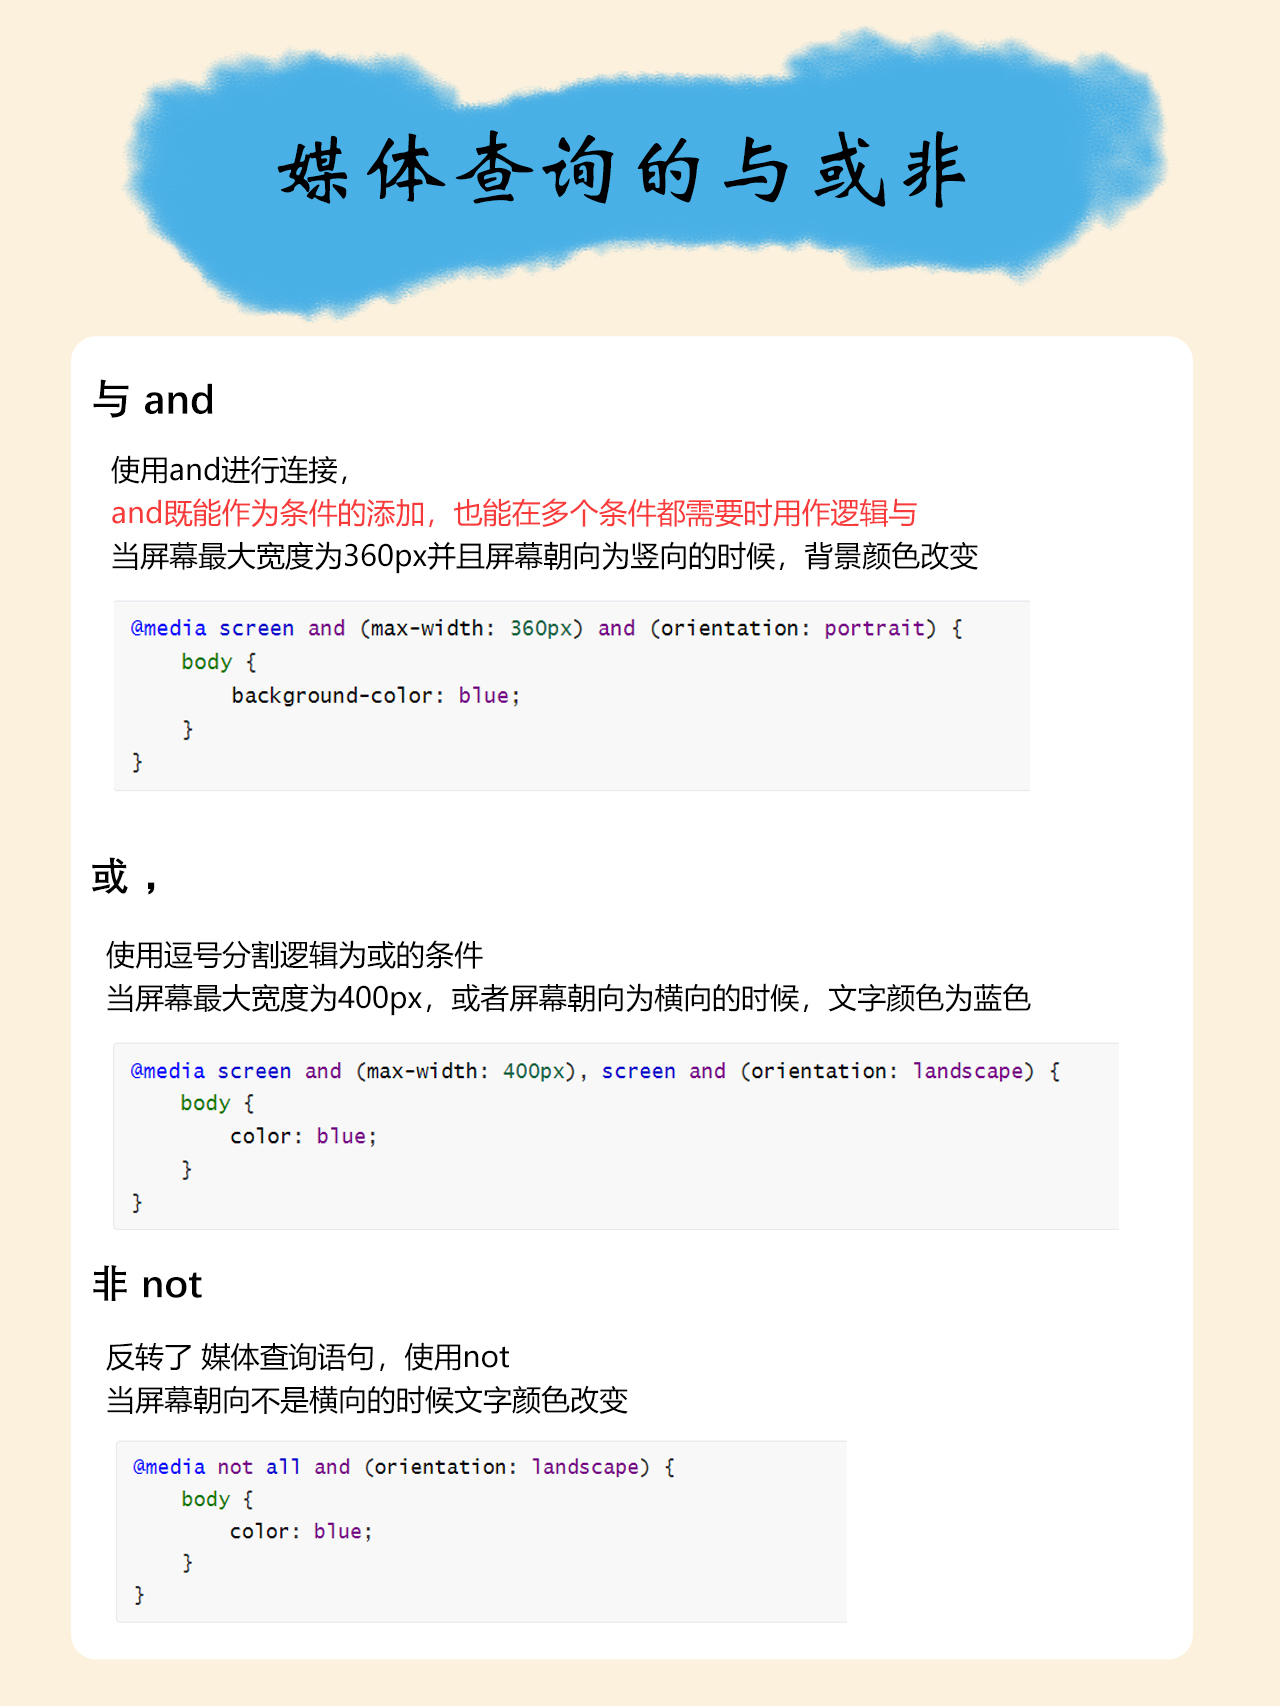 媒体查询的与或非
与 and
使用and进行连接，
and既能作为条件的添加，也能在多个条件都需要时用作逻辑与
当屏幕最大宽度为360px并且屏幕朝向为竖向的时候，背景颜色改变
@media screen and (max-width: 360px) and (orientation: portrait) {
    body {
        background-color: blue;
    }
}
或 ，
使用逗号分割逻辑为或的条件
当屏幕最大宽度为400px，或者屏幕朝向为横向的时候，文字颜色为蓝色
@media screen and (max-width: 400px), screen and (orientation: landscape) {
    body {
        color: blue;
    }
}
非 not
反转了 媒体查询语句，使用not
当屏幕朝向不是横向的时候文字颜色改变
@media not all and (orientation: landscape) {
    body {
        color: blue;
    }
}